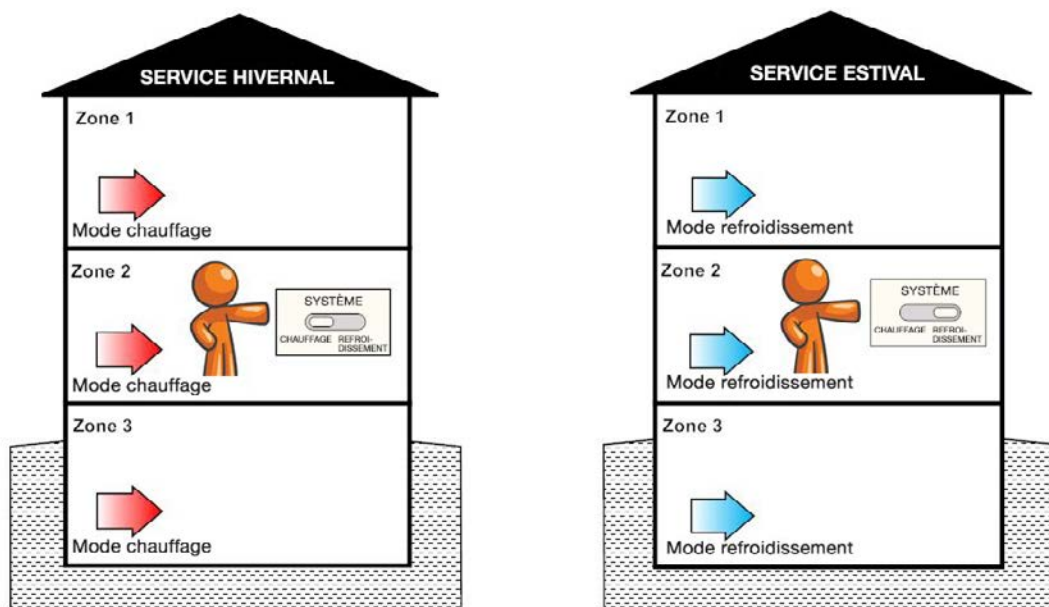 SERVICE HIVERNAL
Zone 1
Mode chauffage
Zone 2
SYSTÈME
CHAUFFAGE
REFROI-
DISSEMENT
Mode chauffage
Zone 3
Mode chauffage
SERVICE ESTIVAL
Zone 1
Mode refroidissement
Zone 2
SYSTÈME
CHAUFFAGE
REFROI-
DISSEMENT
Mode refroidissement
Zone 3
Mode refroidissement